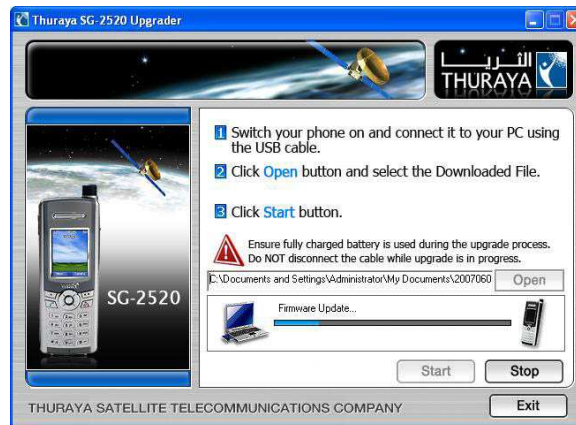 Thuraya SG-2520 Upgrader
الثريا
THURAYA
1 Switch your phone on and connect it to your PC using
the USB cable.
2 Click Open button and select the Downloaded File.
3 Click Start button.
Ensure fully charged battery is used during the upgrade process.
Do NOT disconnect the cable while upgrade is in progress.
C:\Documents and Settings\Administrator\My Documents\2007060
Open
SG-2520
Firmware Update...
Start
Stop
THURAYA SATELLITE TELECOMMUNICATIONS COMPANY
Exit